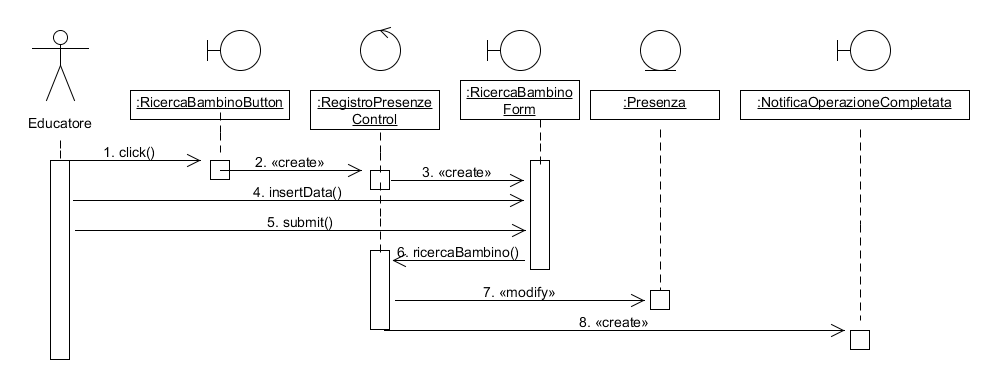 :RicercaBambinoButton
:RegistroPresenze
Control
:RicercaBambino
Form
:Presenza
:NotificaOperazioneCompletata
Educatore
1. click()
2. «create»
3. «create»
4. insertData()
5. submit()
6. ricercaBambino()
7. «modify»
8. «create»